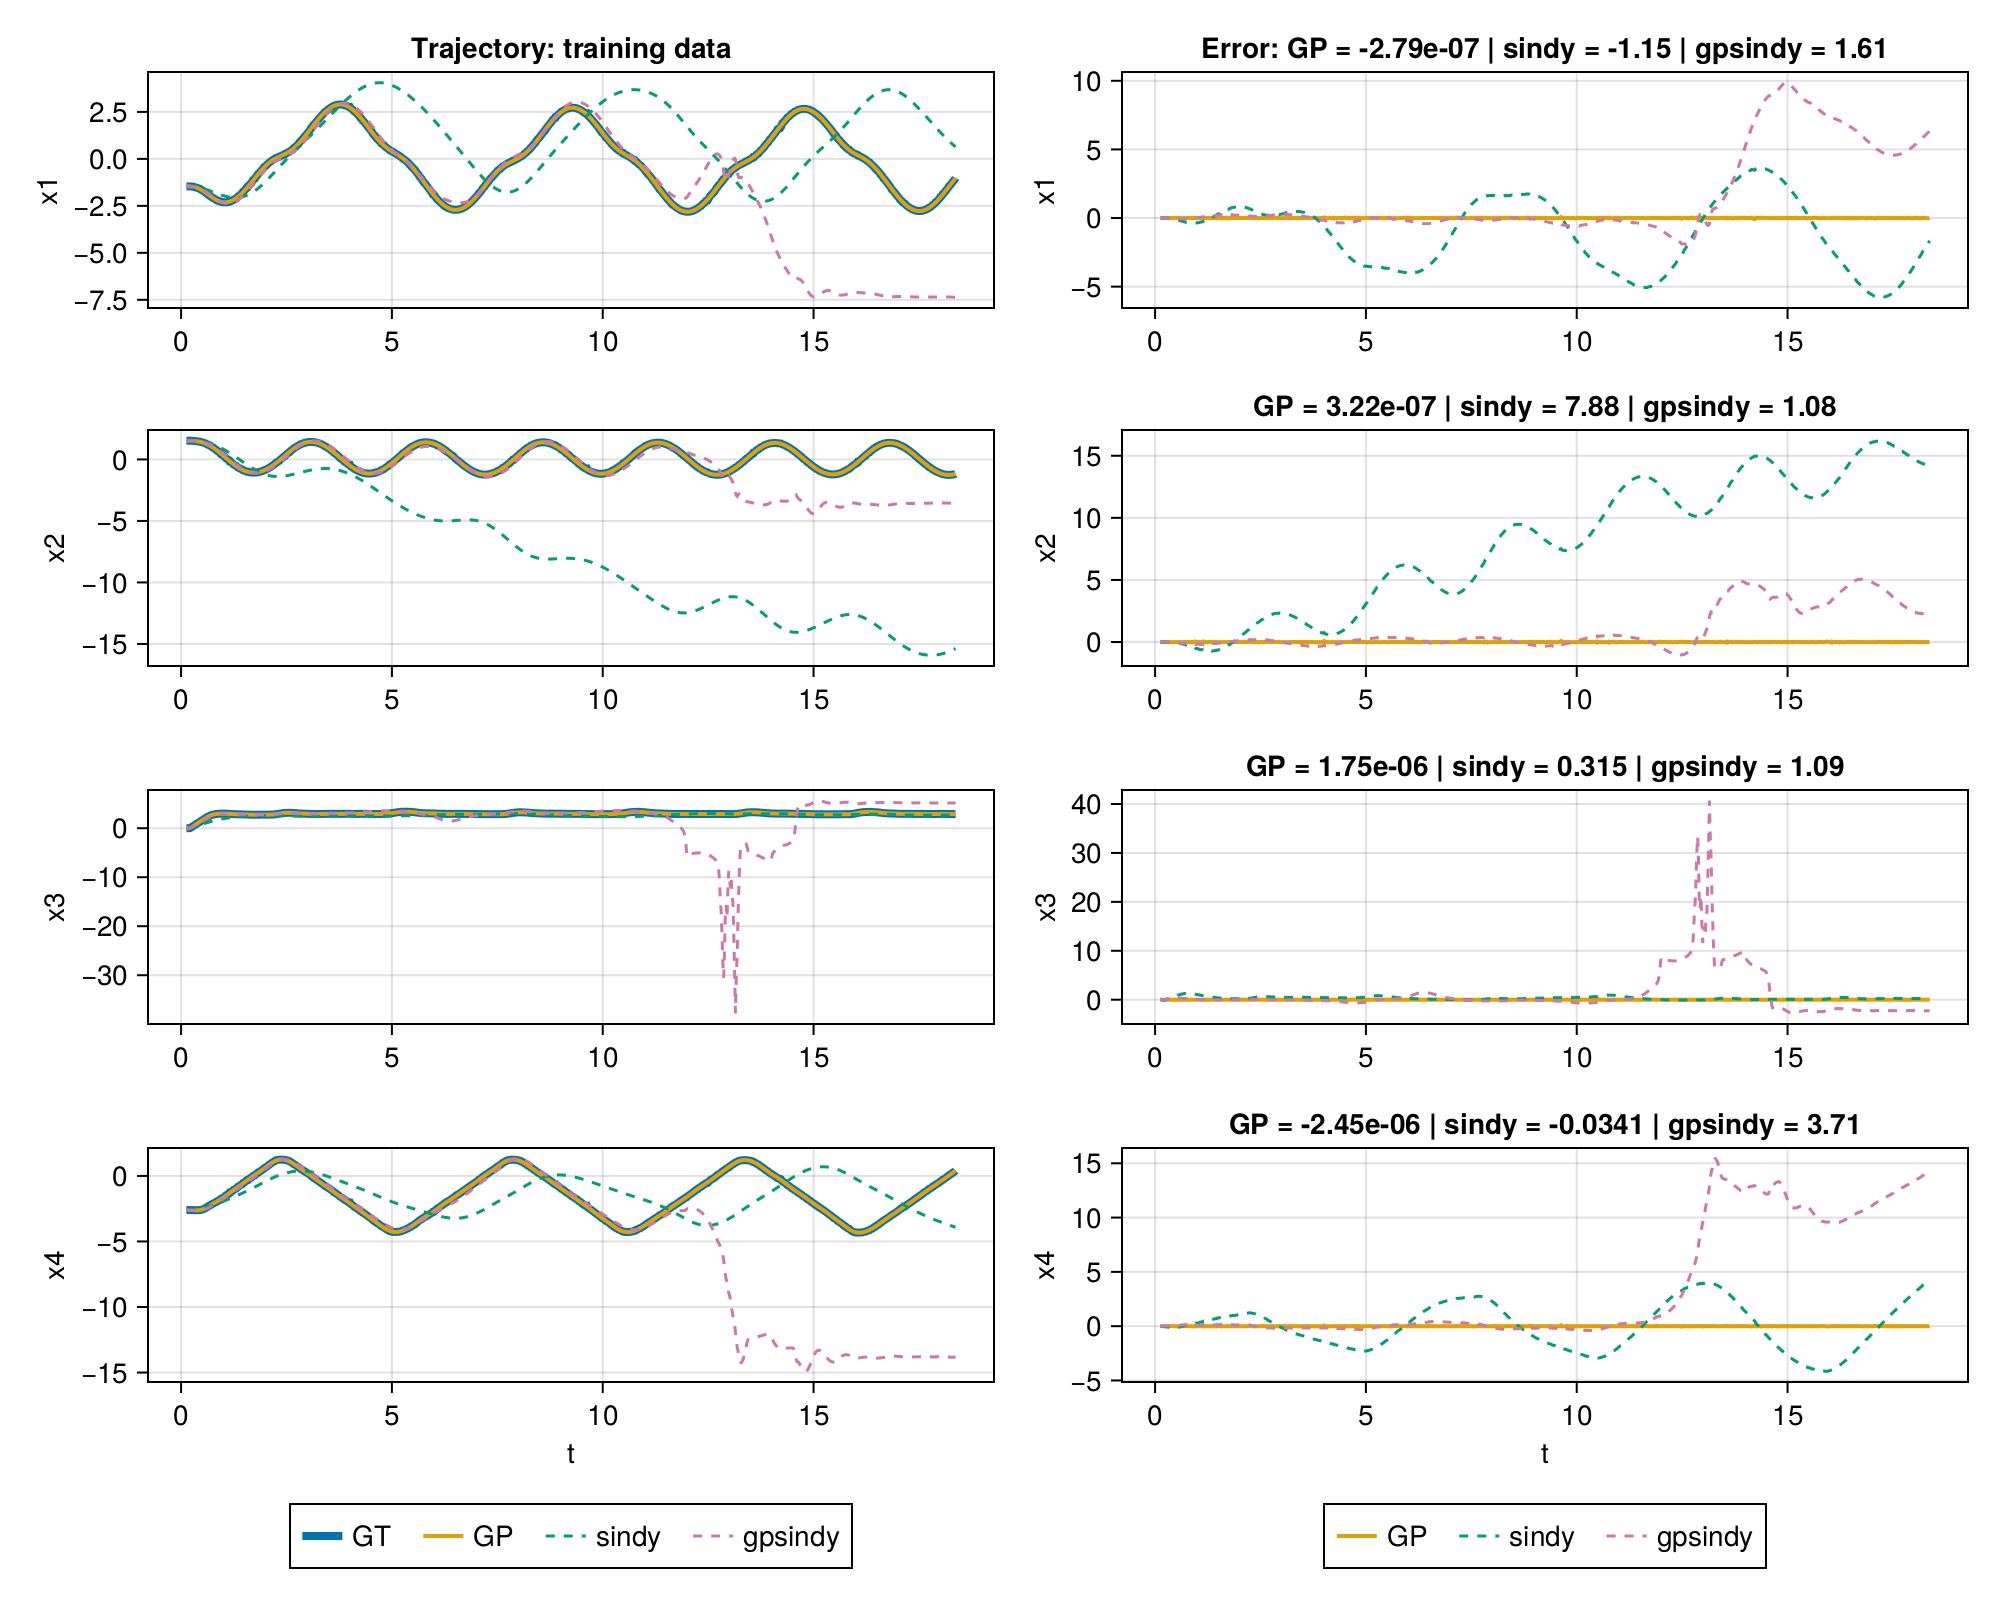 Trajectory: training data
Error: GP = -2.79e-07 | sindy = -1.15 | gpsindy = 1.61
x1
2.5
0.0
−2.5
−5.0
−7.5
0 5 10 15
x1
10
5
0
−5
0 5 10 15
GP = 3.22e-07 | sindy = 7.88 | gpsindy = 1.08
x2
0
−5
−10
−15
0 5 10 15
x2
15
10
5
0
0 5 10 15
GP = 1.75e-06 | sindy = 0.315 | gpsindy = 1.09
x3
0
−10
−20
−30
0 5 10 15
x3
40
30
20
10
0
0 5 10 15
GP = -2.45e-06 | sindy = -0.0341 | gpsindy = 3.71
x4
0
−5
−10
−15
0 5 10 15
t
x4
15
10
5
0
−5
0 5 10 15
t
GT GP sindy gpsindy
GP sindy gpsindy